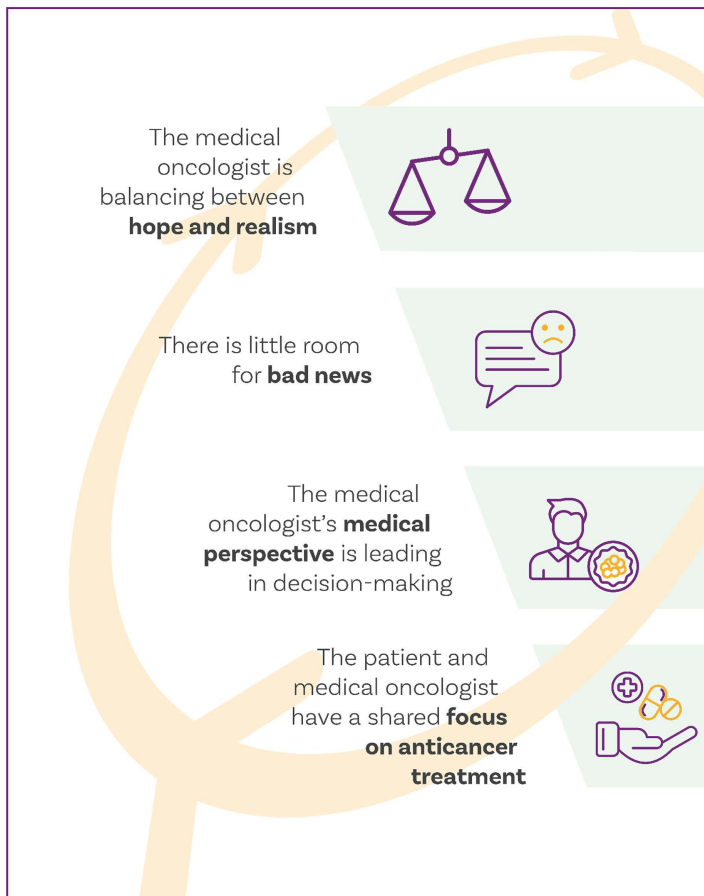 The medical
oncologist is
balancing between
hope and realism
There is little room
for bad news
The medical
oncologist’s medical
perspective is leading
in decision-making
The patient and
medical oncologist
have a shared focus
on anticancer
treatment